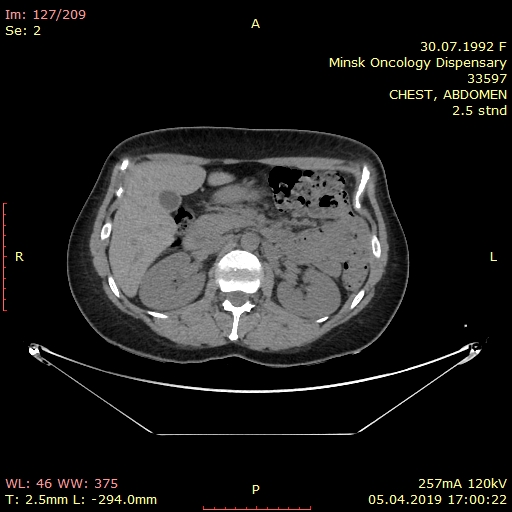 Im: 127/209
Se: 2
A
30.07.1992 F
Minsk Oncology Dispensary
33597
CHEST, ABDOMEN
2.5 stnd
R
L
WL: 46 WW: 375
T: 2.5mm L: -294.0mm
P
257mA 120kV
05.04.2019 17:00:22